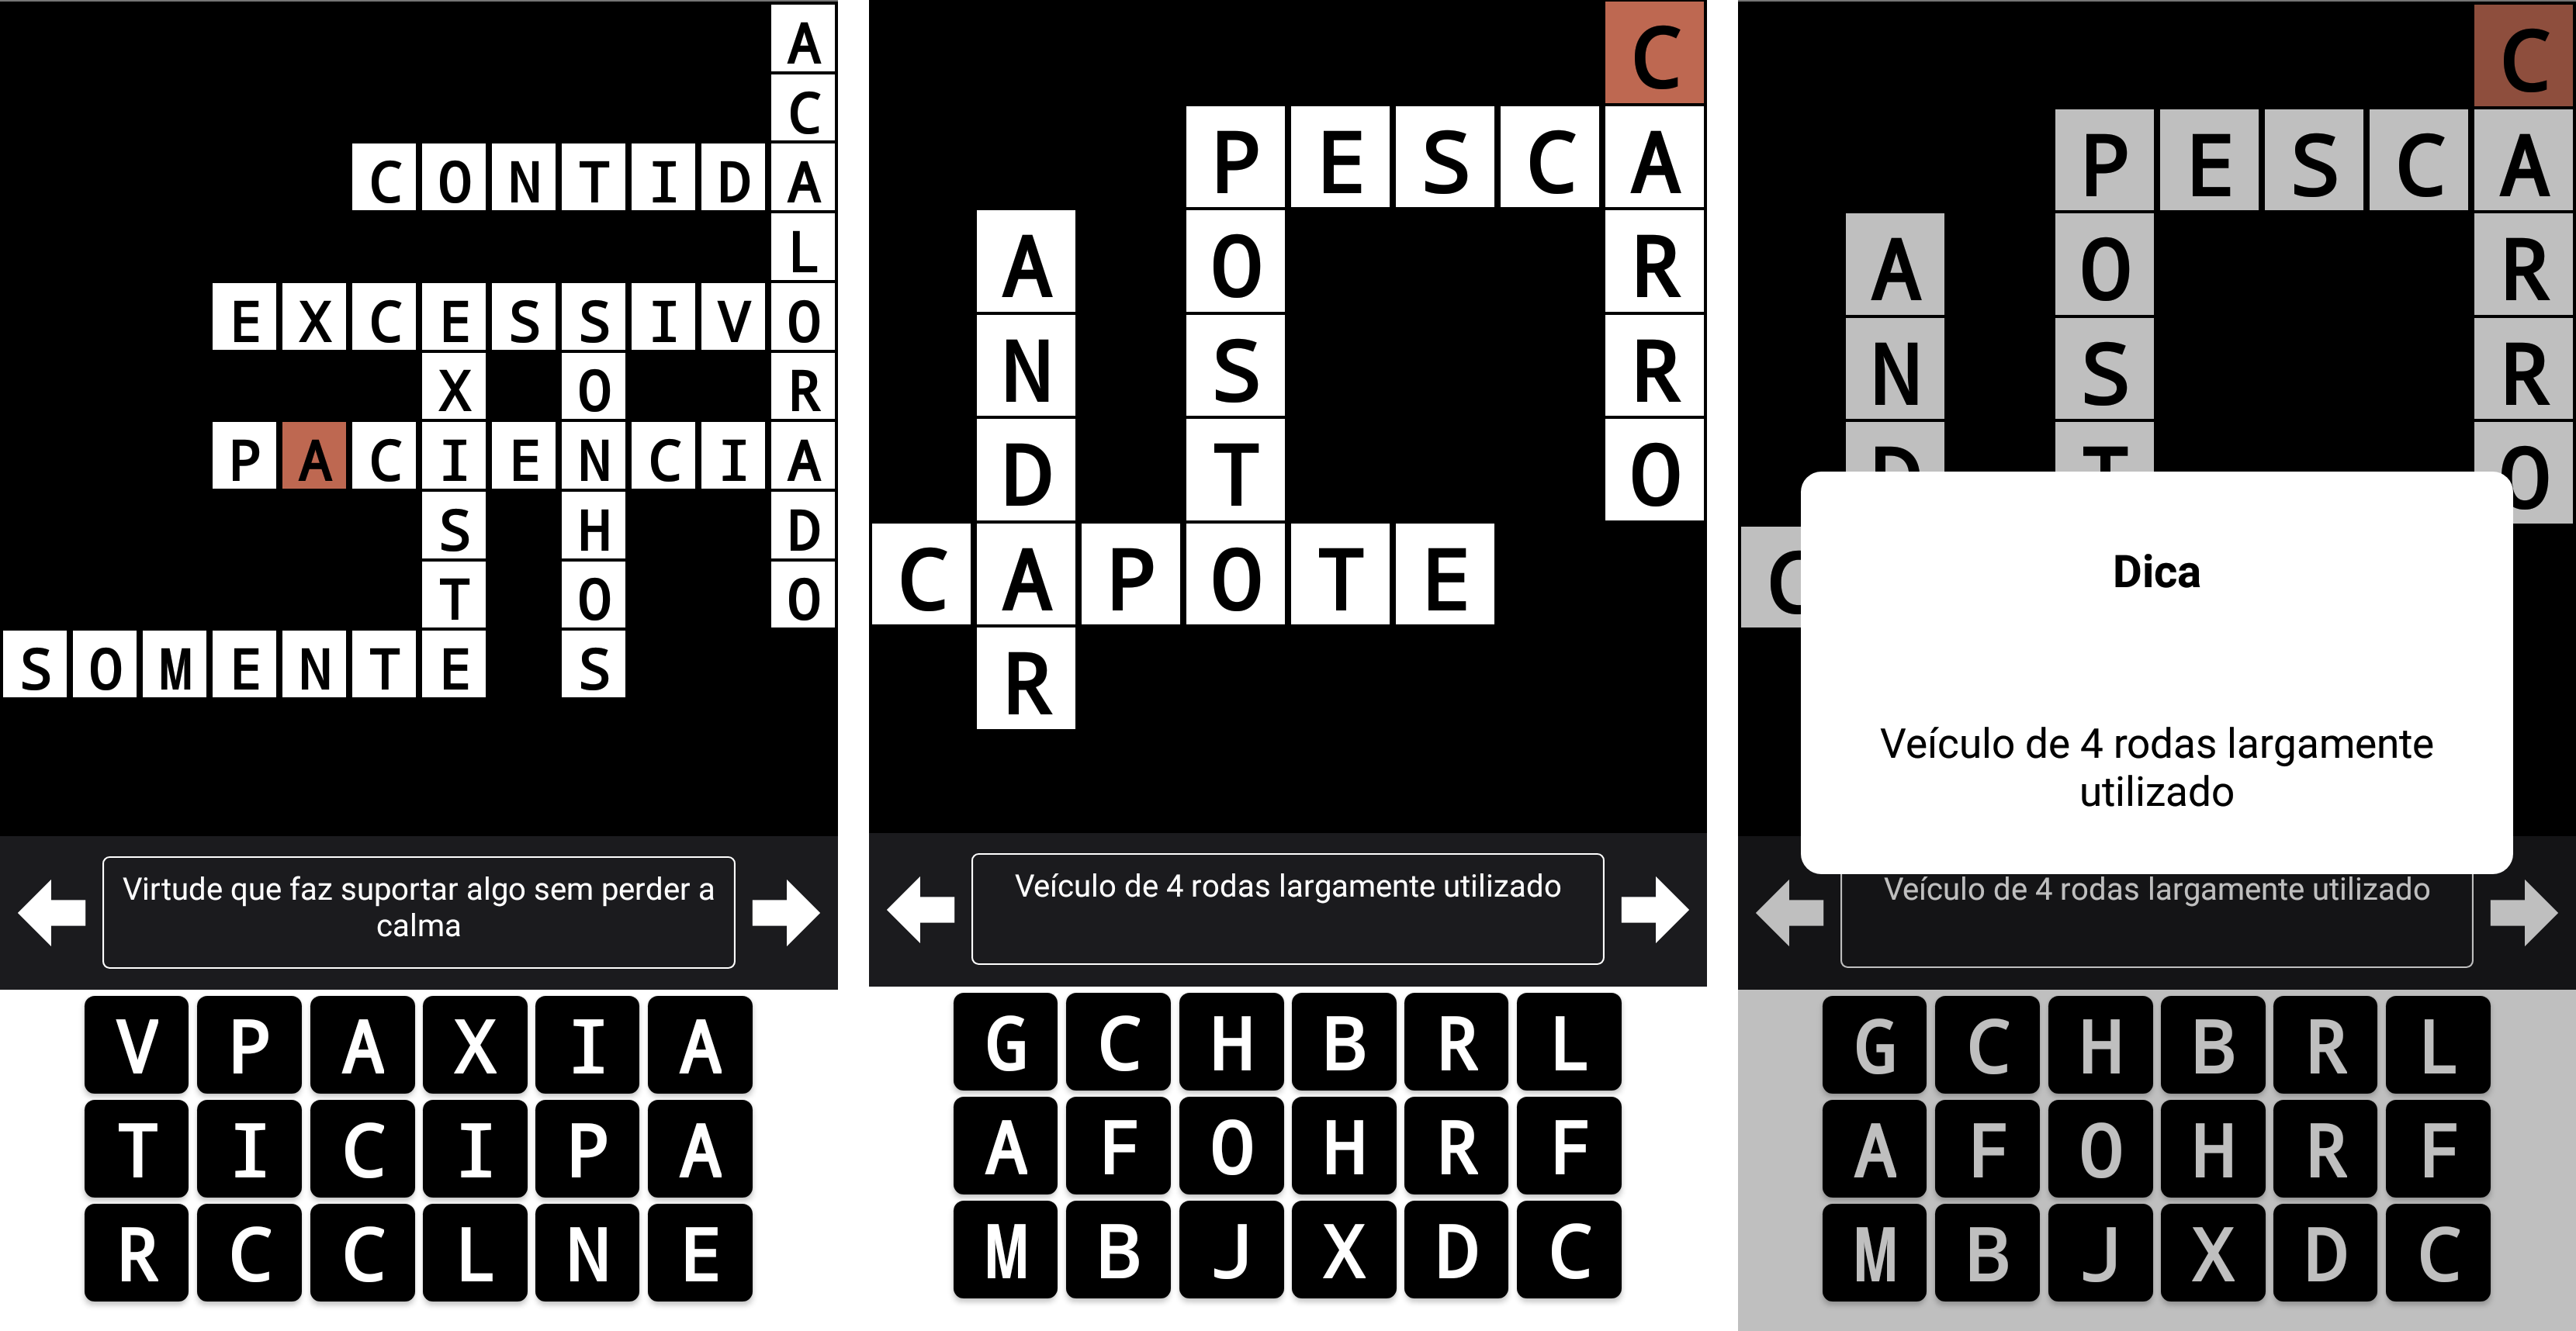 A
C
CONTIDA
L
EXCESSIVO
X O R
PACIENCIA
S H D
T O O
SOMENTE S
Virtude que faz suportar algo sem perder a
calma
V P A X I A
T I C I P A
R C C L N E
C
PESCA
A O R
N S R
D T O
CAPOTE
R
Veículo de 4 rodas largamente utilizado
G C H B R L
A F O H R F
M B J X D C
C
PESCA
A O R
N S R
D T O
C
Dica
Veículo de 4 rodas largamente
utilizado
Veículo de 4 rodas largamente utilizado
G C H B R L
A F O H R F
M B J X D C